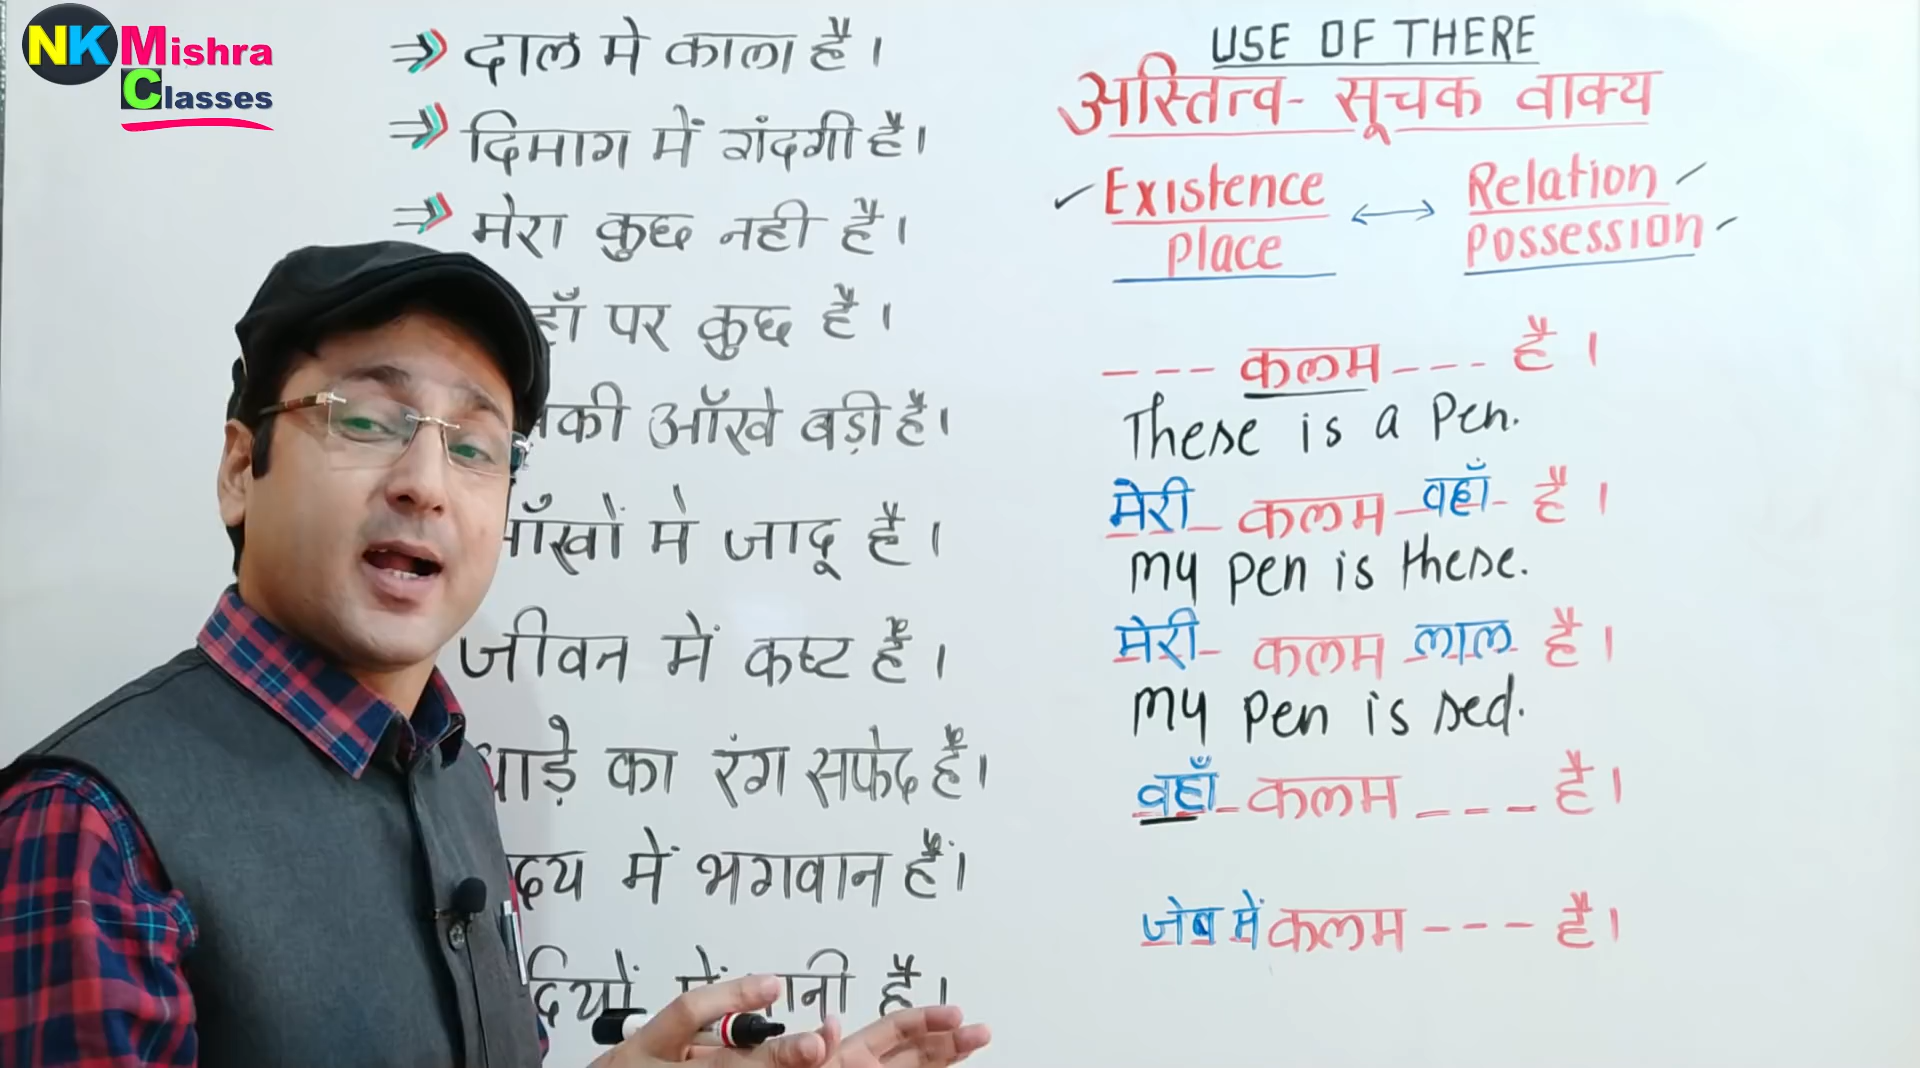 NK Mishra
Classes
दाल मे काला है।
दिमाग में गंदगी है।
मेरा कुछ नही है।
पर कुछ है।
आँखे बड़ी है।
मे जादू है।
जीवन में कष्ट है।
का रंग सफेद है।
में भगवान हैं।
है।
USE OF THERE
अस्तित्व - सूचक वाक्य
Existence ↔ Relation
Place Possession
--- कलम --- है।
There is a Pen.
मेरी कलम वहाँ है।
my pen is there.
मेरी कलम लाल है।
my pen is red.
वहाँ कलम --- है।
जेब में कलम --- है।